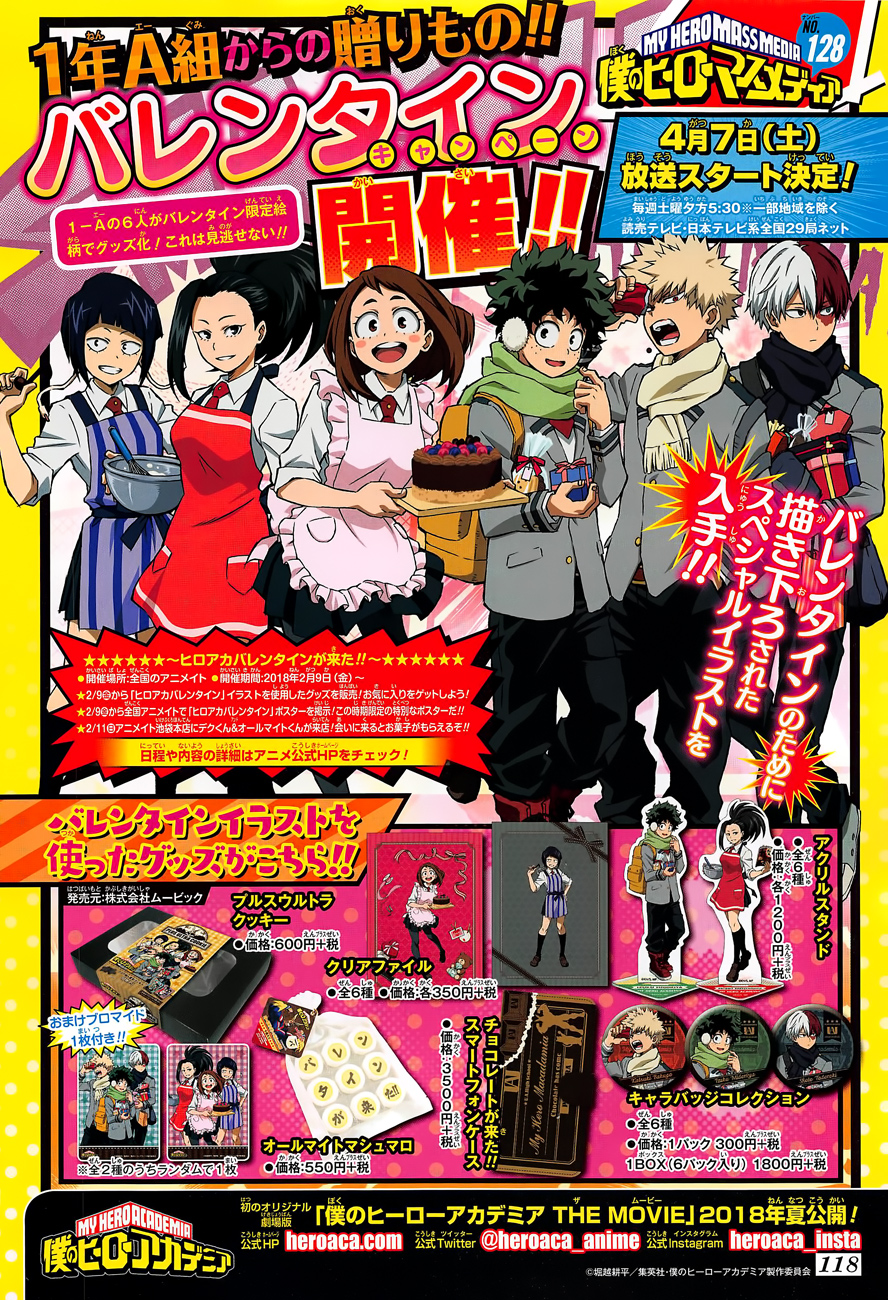 1年A組からの贈りもの!!
バレンタイン
キャンペーン
開催!!
1-Aの6人がバレンタイン限定絵
柄でグッズ化!これは見逃せない!!
MY HERO MASS MEDIA
僕のヒーローマスメディア
NO.
128
4月7日(土)
放送スタート決定!
毎週土曜夕方5:30※一部地域を除く
読売テレビ・日本テレビ系全国29局ネット
バレンタインのために
描き下ろされた
スペシャルイラストを
入手!!
★★★★★★~ヒロアカバレンタインが来た!!~★★★★★★
●開催場所:全国のアニメイト ●開催期間:2018年2月9日(金)~
★2/9㊎から「ヒロアカバレンタイン」イラストを使用したグッズを販売!お気に入りをゲットしよう!
★2/9㊎から全国アニメイトで「ヒロアカバレンタイン」ポスターを掲示!この時期限定の特別なポスターだ!!
★2/11㊐アニメイト池袋本店にデクくん&オールマイトくんが来店!会いに来るとお菓子がもらえるぞ!!
日程や内容の詳細はアニメ公式HPをチェック!
バレンタインイラストを
使ったグッズがこちら!!
発売元:株式会社ムービック
プルスウルトラ
クッキー
●価格:600円+税
おまけブロマイド
1枚付き!!
※全2種のうちランダムで1枚
クリアファイル
●全6種 ●価格:各350円+税
アクリルスタンド
●全6種
●価格:各1200円+税
バレン
タイン
が来た!!
オールマイトマシュマロ
●価格:550円+税
チョコレートが来た!!
スマートフォンケース
●価格:3500円+税
My Hero Macademia
キャラバッジコレクション
●全6種
●価格:1パック 300円+税
1BOX(6パック入り) 1800円+税
MY HERO ACADEMIA
僕のヒーローアカデミア
初のオリジナル
劇場版
「僕のヒーローアカデミア THE MOVIE」2018年夏公開!
公式HP heroaca.com 公式Twitter @heroaca_anime 公式Instagram heroaca_insta
©堀越耕平/集英社・僕のヒーローアカデミア製作委員会
118